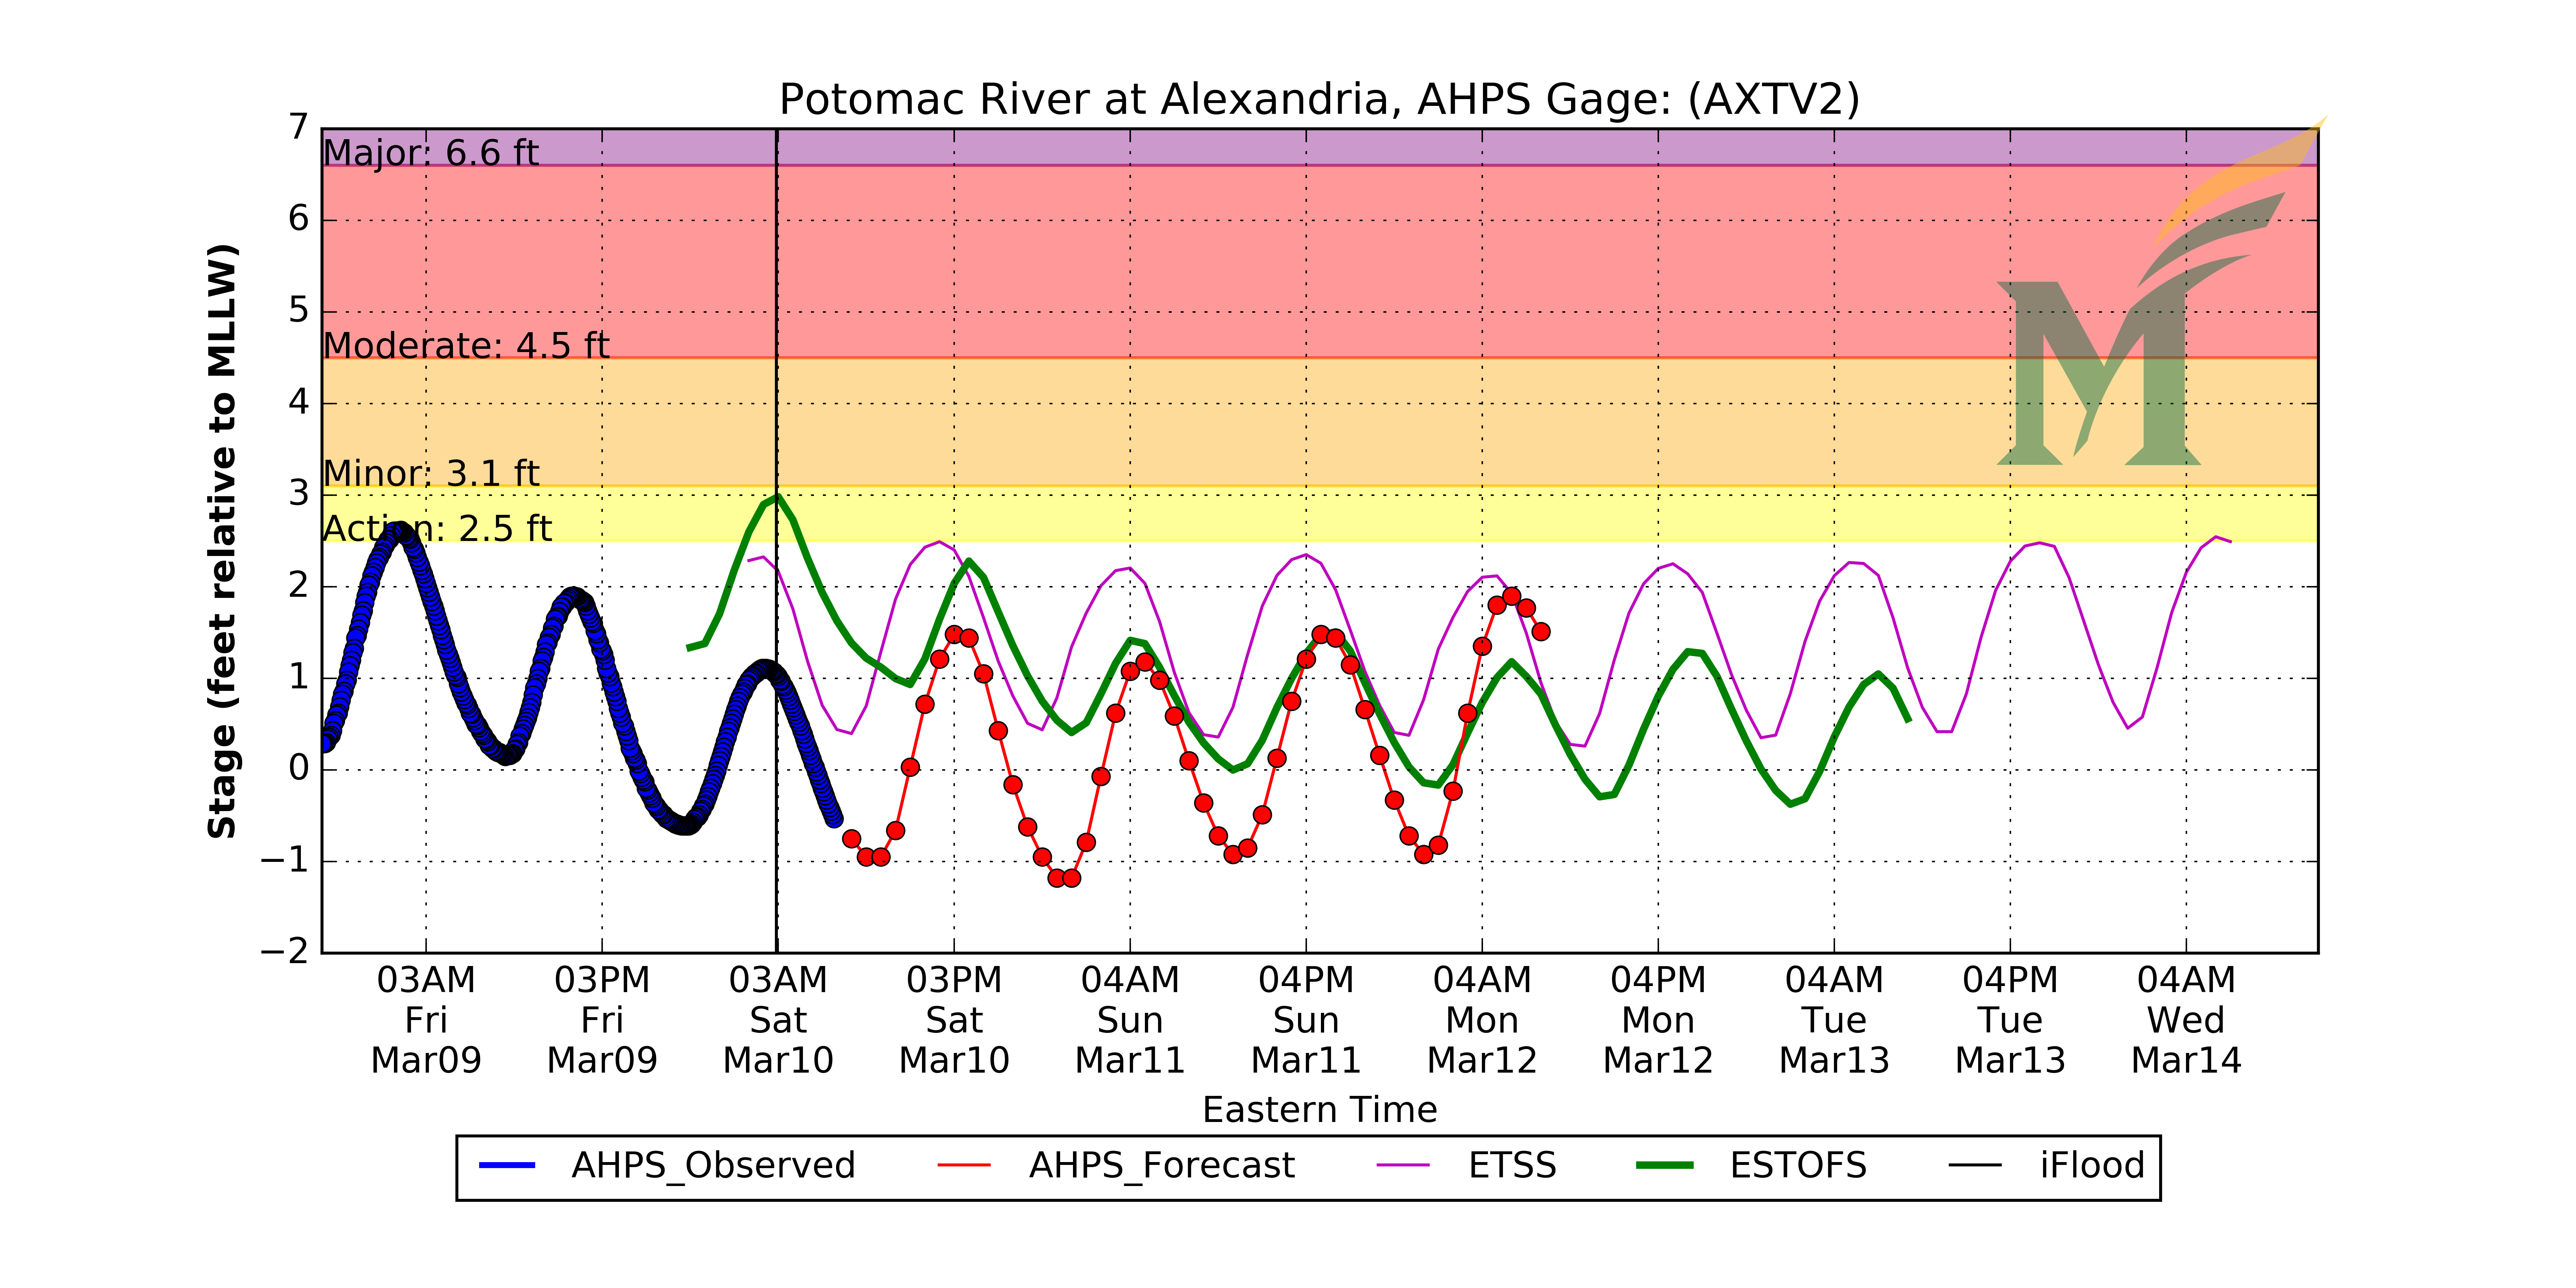 Potomac River at Alexandria, AHPS Gage: (AXTV2)
7
Major: 6.6 ft
6
5
Moderate: 4.5 ft
4
Minor: 3.1 ft
3
Action: 2.5 ft
2
1
0
−1
−2
Stage (feet relative to MLLW)
03AM 03PM 03AM 03PM 04AM 04PM 04AM 04PM 04AM 04PM 04AM
Fri Fri Sat Sat Sun Sun Mon Mon Tue Tue Wed
Mar09 Mar09 Mar10 Mar10 Mar11 Mar11 Mar12 Mar12 Mar13 Mar13 Mar14
Eastern Time
AHPS_Observed AHPS_Forecast ETSS ESTOFS iFlood